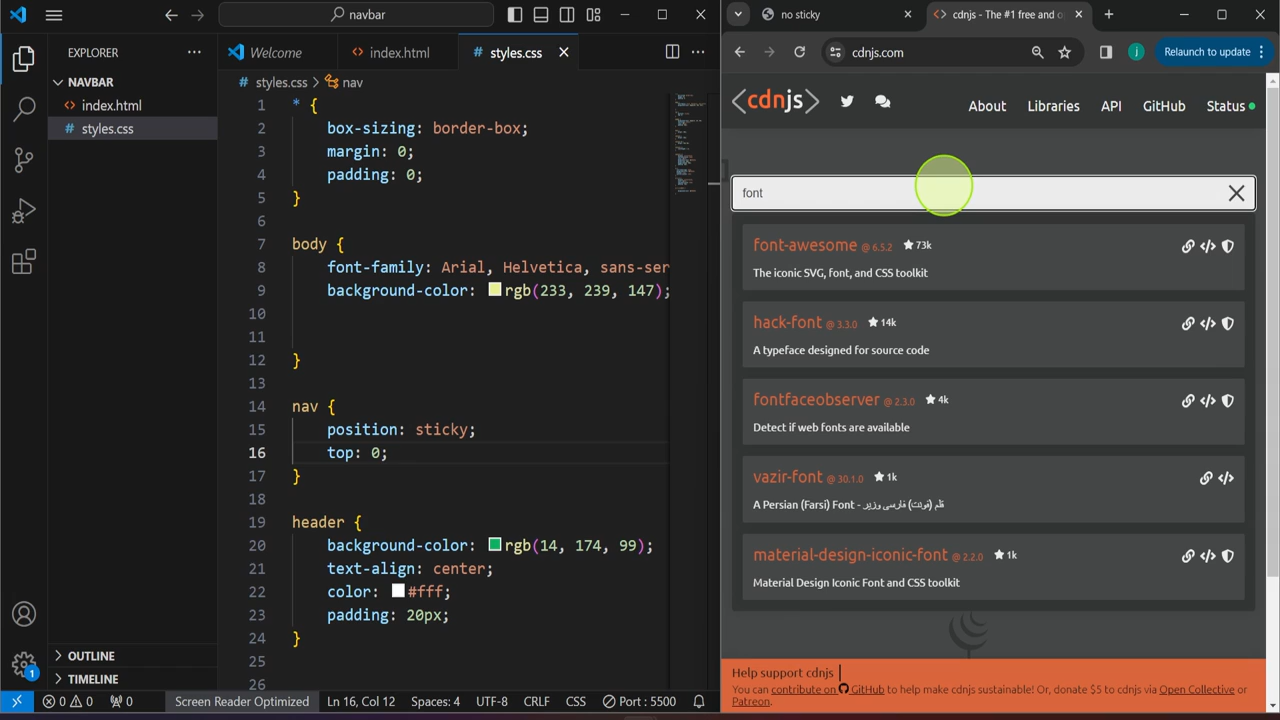 navbar
no sticky
cdnjs - The #1 free and o
EXPLORER
Welcome
index.html
# styles.css
cdnjs.com
Relaunch to update
NAVBAR
index.html
# styles.css
# styles.css > nav
<cdnjs>
About
Libraries
API
GitHub
Status
1 * {
2 box-sizing: border-box;
3 margin: 0;
4 padding: 0;
5 }
6
7 body {
8 font-family: Arial, Helvetica, sans-ser
9 background-color: rgb(233, 239, 147);
10
11
12 }
13
14 nav {
15 position: sticky;
16 top: 0;
17 }
18
19 header {
20 background-color: rgb(14, 174, 99);
21 text-align: center;
22 color: #fff;
23 padding: 20px;
24 }
25
26
font
font-awesome @ 6.5.2 73k
The iconic SVG, font, and CSS toolkit
hack-font @ 3.3.0 14k
A typeface designed for source code
fontfaceobserver @ 2.3.0 4k
Detect if web fonts are available
vazir-font @ 30.1.0 1k
A Persian (Farsi) Font - قلم (فونت) فارسی وزیر
material-design-iconic-font @ 2.2.0 1k
Material Design Iconic Font and CSS toolkit
Help support cdnjs
You can contribute on GitHub to help make cdnjs sustainable! Or, donate $5 to cdnjs via Open Collective or
Patreon.
OUTLINE
TIMELINE
1
0 0 0
Screen Reader Optimized
Ln 16, Col 12
Spaces: 4
UTF-8
CRLF
CSS
Port : 5500